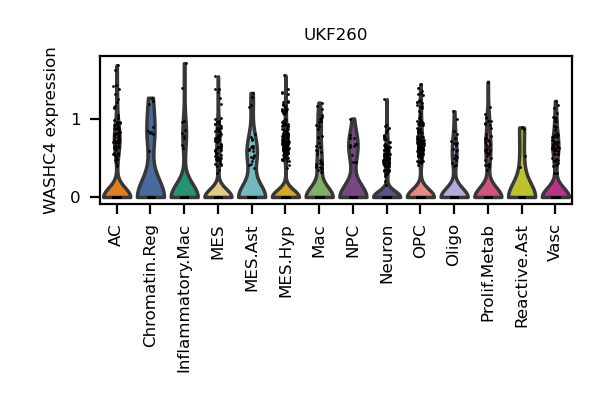 UKF260
WASHC4 expression
1
0
AC
Chromatin.Reg
Inflammatory.Mac
MES
MES.Ast
MES.Hyp
Mac
NPC
Neuron
OPC
Oligo
Prolif.Metab
Reactive.Ast
Vasc